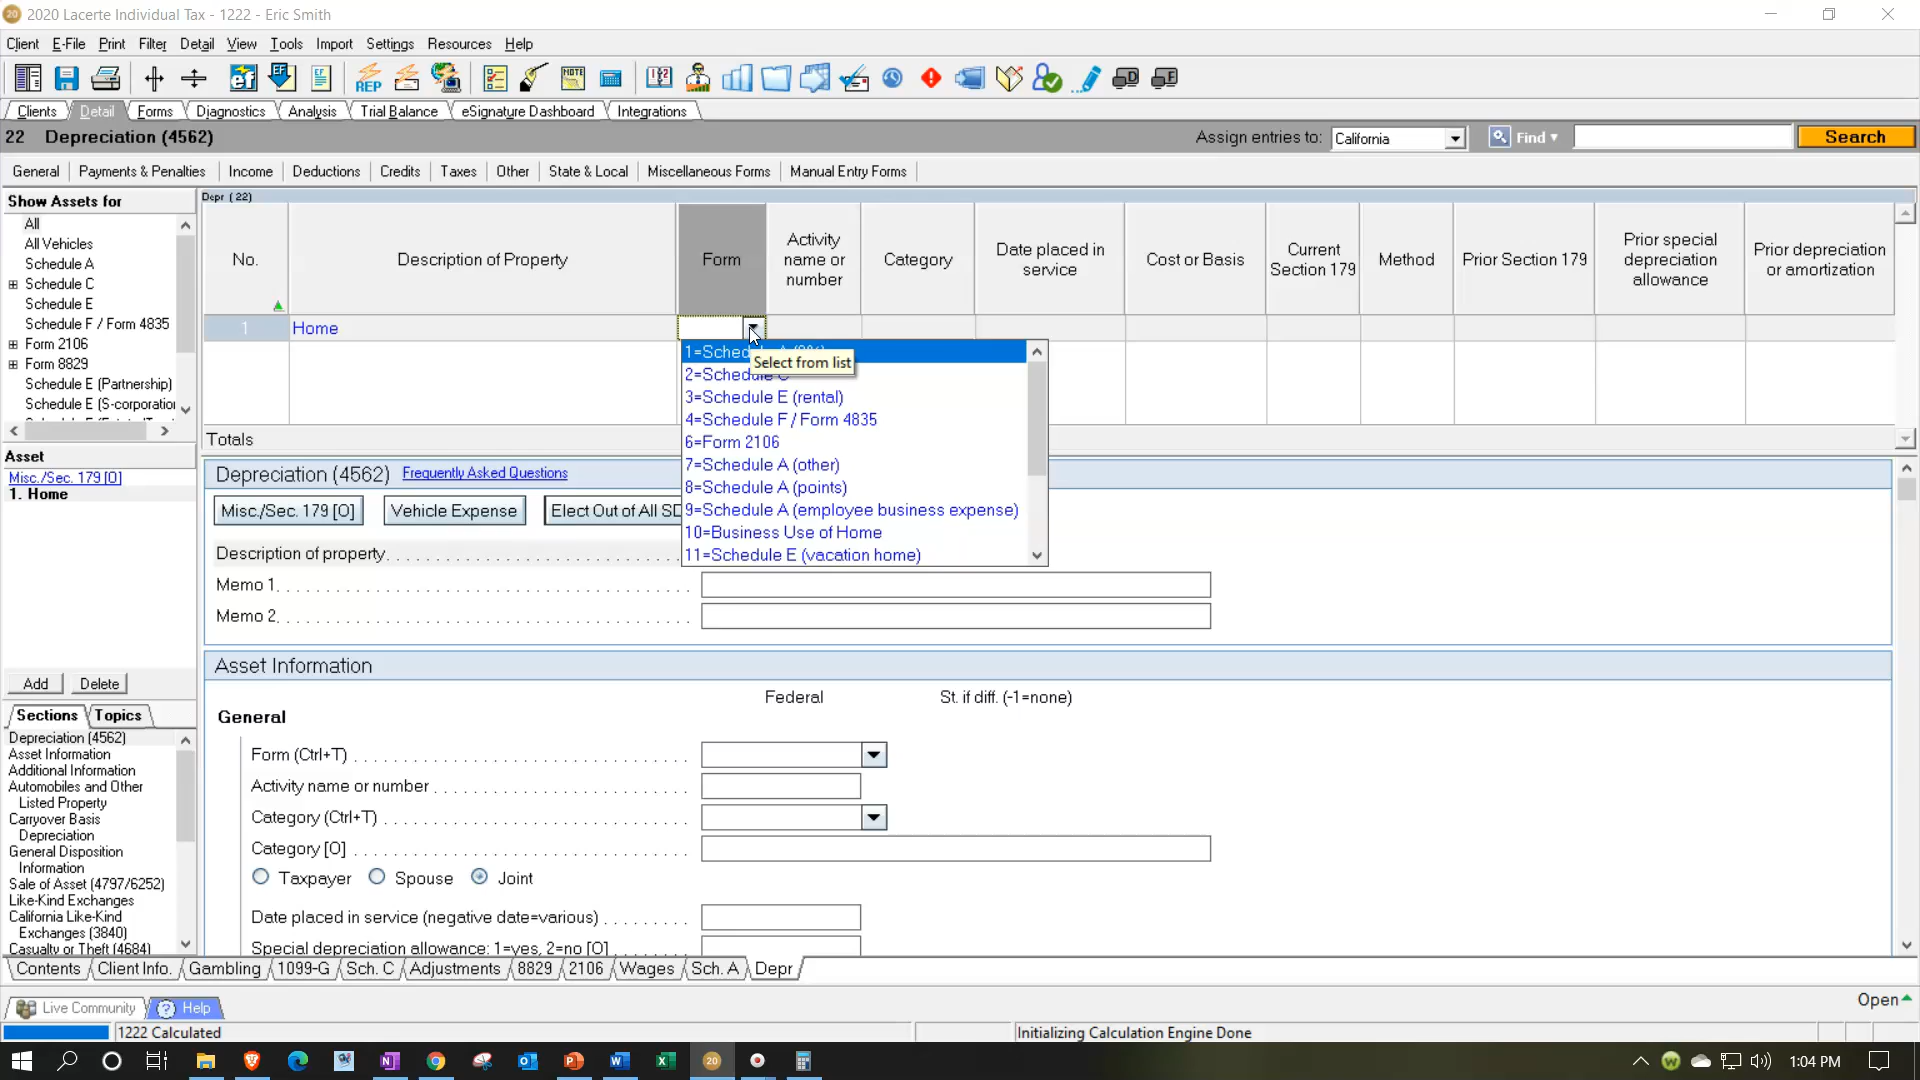 20 2020 Lacerte Individual Tax - 1222 - Eric Smith
Client E-File Print Filter Detail View Tools Import Settings Resources Help
Clients Detail Forms Diagnostics Analysis Trial Balance eSignature Dashboard Integrations
22 Depreciation (4562) Assign entries to: California Find Search
General Payments & Penalties Income Deductions Credits Taxes Other State & Local Miscellaneous Forms Manual Entry Forms
Show Assets for
All
All Vehicles
Schedule A
Schedule C
Schedule E
Schedule F / Form 4835
Form 2106
Form 8829
Schedule E (Partnership)
Schedule E (S-corporation
Depr ( 22)
No. Description of Property Form Activity name or number Category Date placed in service Cost or Basis Current Section 179 Method Prior Section 179 Prior special depreciation allowance Prior depreciation or amortization
1 Home
1=Sched
Select from list
2=Schedule C
3=Schedule E (rental)
4=Schedule F / Form 4835
6=Form 2106
7=Schedule A (other)
8=Schedule A (points)
9=Schedule A (employee business expense)
10=Business Use of Home
11=Schedule E (vacation home)
Totals
Asset
Misc./Sec. 179 [O]
1. Home
Add Delete
Depreciation (4562) Frequently Asked Questions
Misc./Sec. 179 [O] Vehicle Expense Elect Out of All SD
Description of property
Memo 1
Memo 2
Asset Information
Federal St. if diff. (-1=none)
General
Form (Ctrl+T)
Activity name or number
Category (Ctrl+T)
Category [O]
Taxpayer Spouse Joint
Date placed in service (negative date=various)
Special depreciation allowance: 1=yes, 2=no [O]
Sections Topics
Depreciation (4562)
Asset Information
Additional Information
Automobiles and Other
Listed Property
Carryover Basis
Depreciation
General Disposition
Information
Sale of Asset (4797/6252)
Like-Kind Exchanges
California Like-Kind
Exchanges (3840)
Casualty or Theft (4684)
Contents Client Info. Gambling 1099-G Sch. C Adjustments 8829 2106 Wages Sch. A Depr
Live Community Help Open
1222 Calculated Initializing Calculation Engine Done
1:04 PM